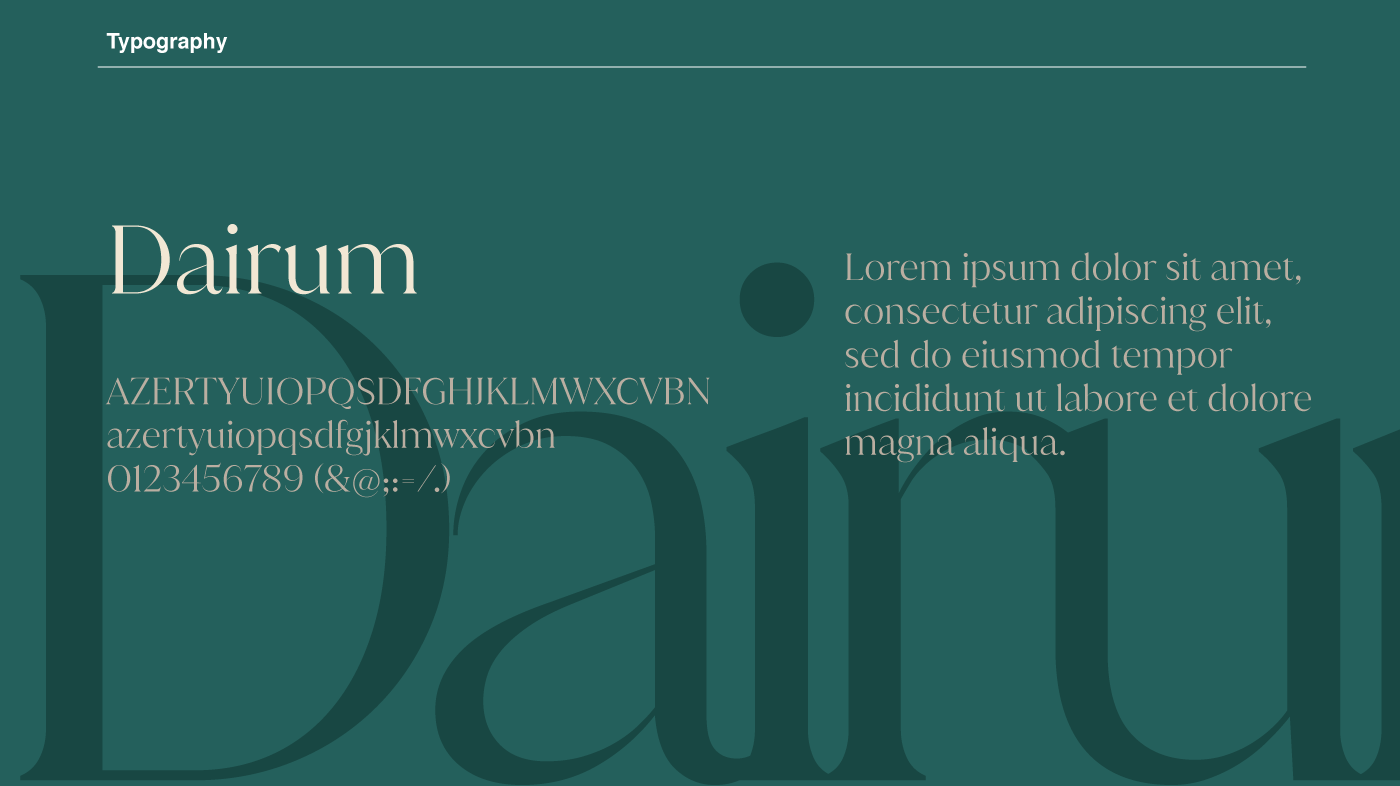 Typography
Dairum
AZERTYUIOPQSDFGHJKLMWXCVBN
azertyuiopqsdfgjklmwxcvbn
0123456789 (&@;:=/.)
Lorem ipsum dolor sit amet,
consectetur adipiscing elit,
sed do eiusmod tempor
incididunt ut labore et dolore
magna aliqua.
Dairu